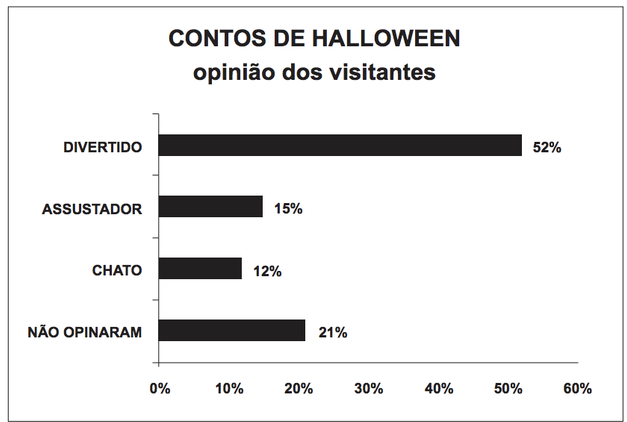 CONTOS DE HALLOWEEN
opinião dos visitantes
DIVERTIDO 52%
ASSUSTADOR 15%
CHATO 12%
NÃO OPINARAM 21%
0% 10% 20% 30% 40% 50% 60%